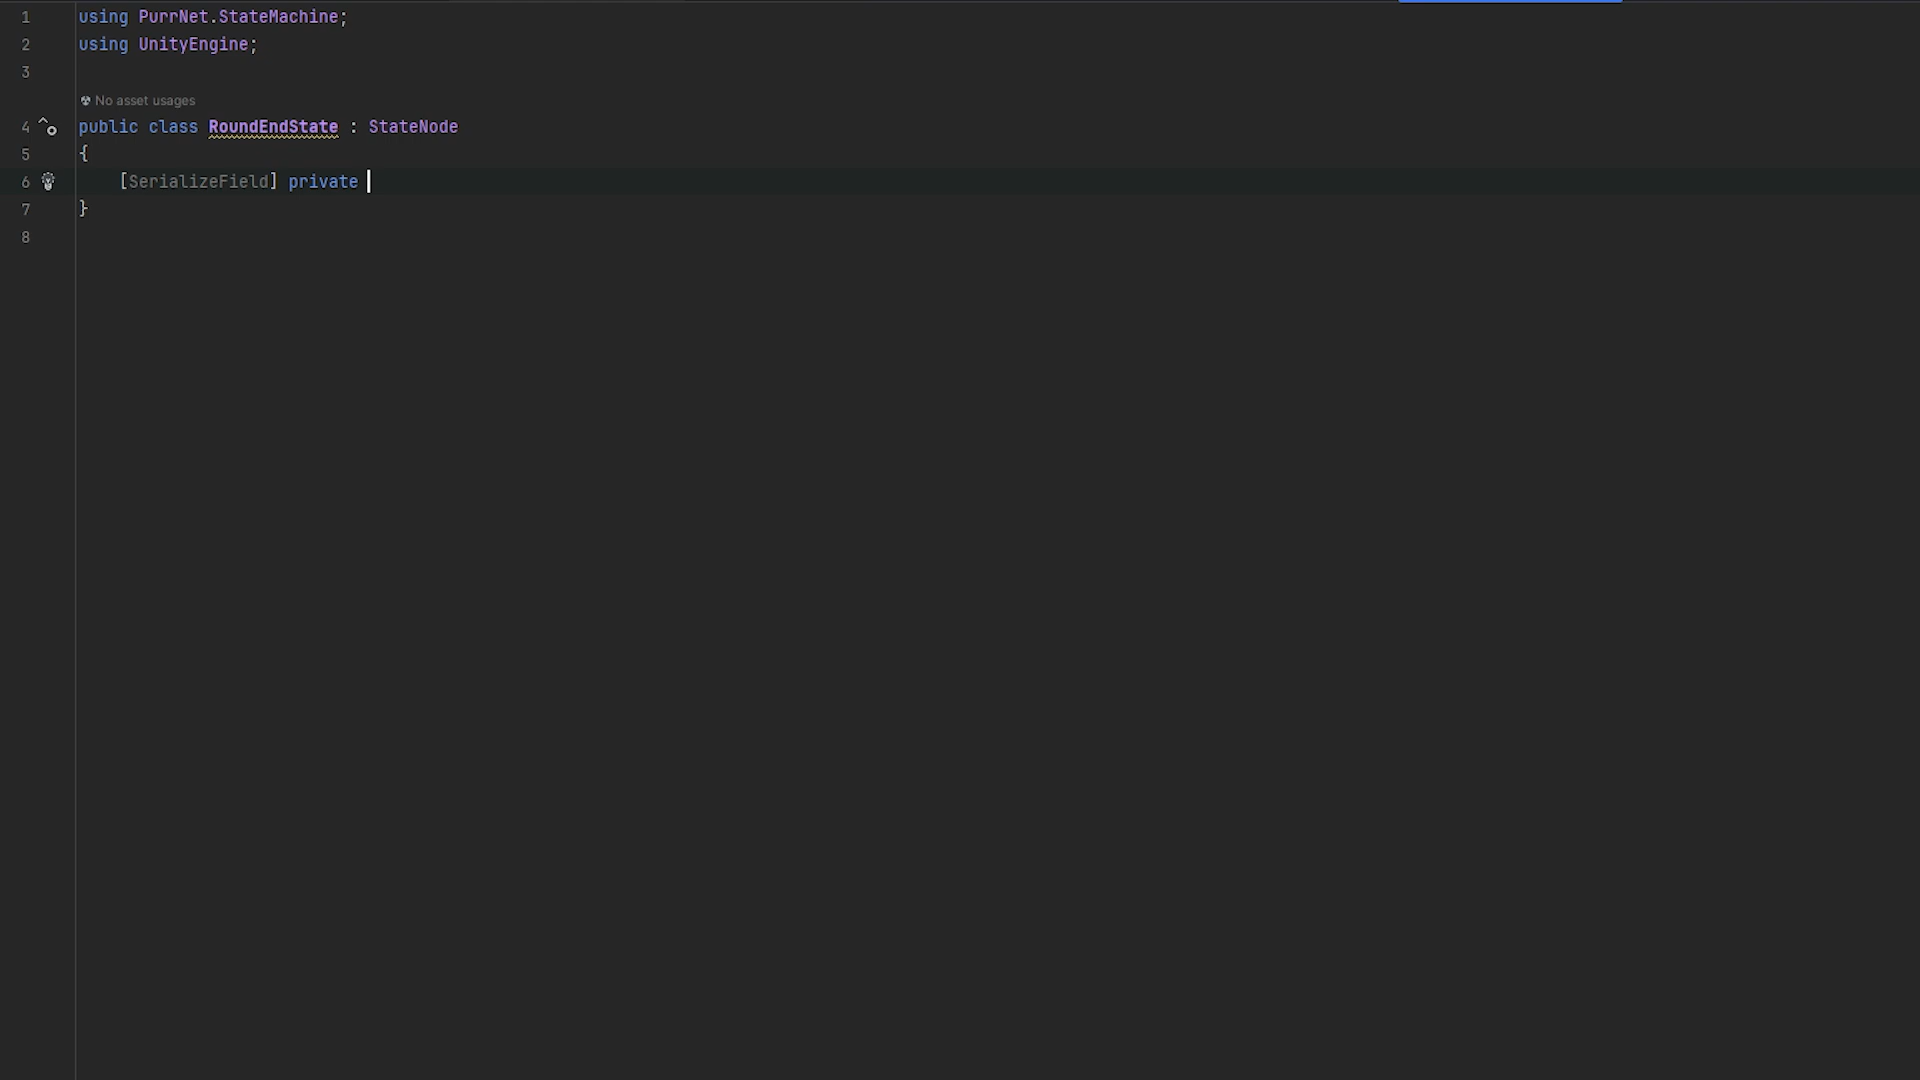 1 using PurrNet.StateMachine;
2 using UnityEngine;
3
No asset usages
4 public class RoundEndState : StateNode
5 {
6 [SerializeField] private
7 }
8